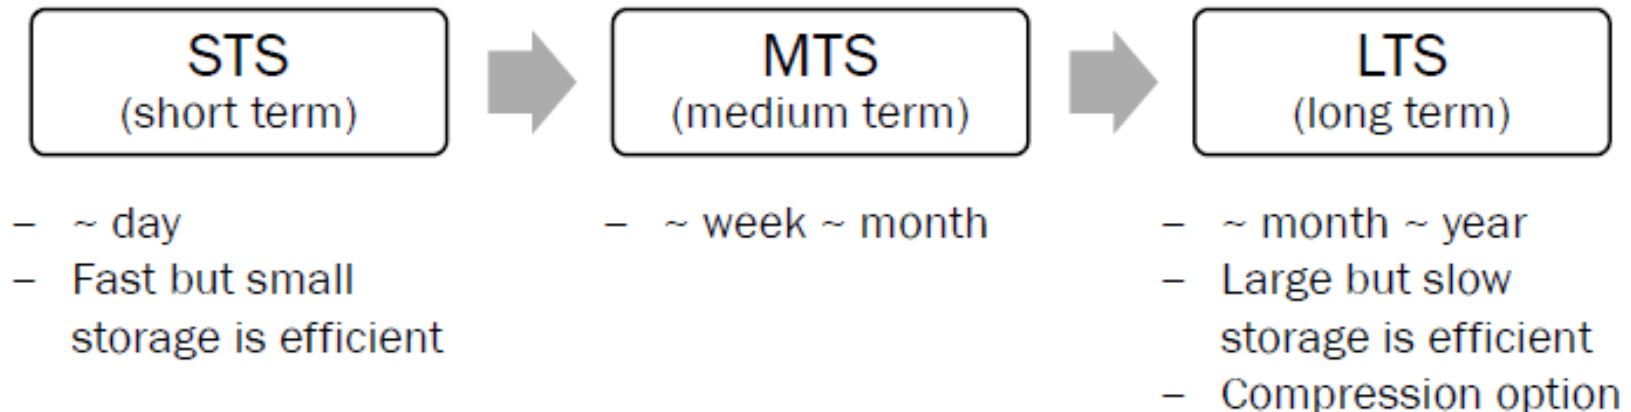 STS
(short term)
MTS
(medium term)
LTS
(long term)
– ~ day
– Fast but small
storage is efficient
– ~ week ~ month
– ~ month ~ year
– Large but slow
storage is efficient
– Compression option